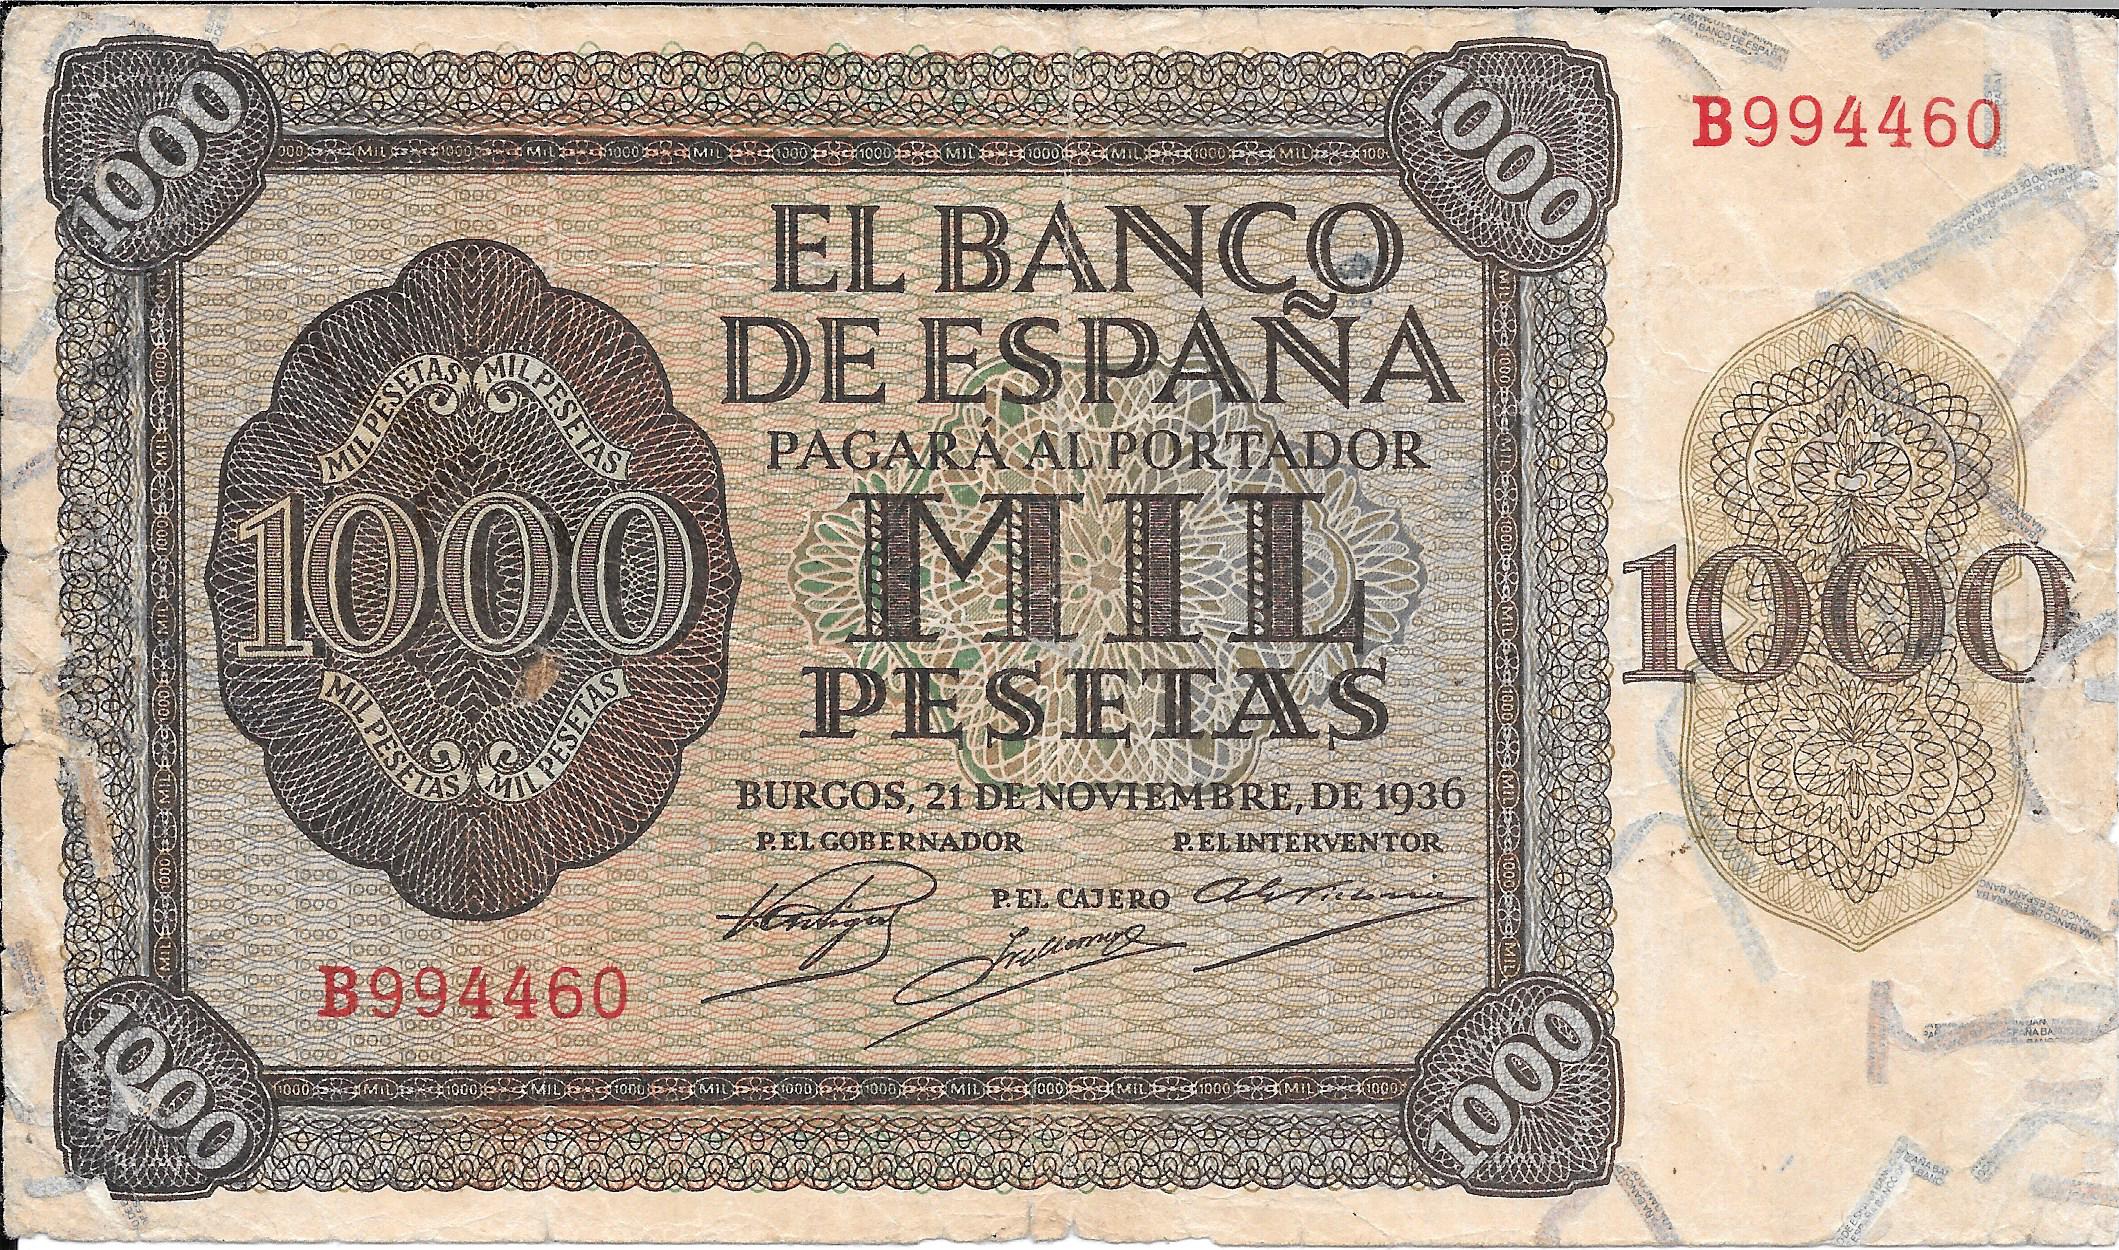 1000
1000
B994460
EL BANCO
DE ESPAÑA
PAGARÁ AL PORTADOR
MIL
PESETAS
MIL PESETAS MIL PESETAS
1000
MIL PESETAS MIL PESETAS
1000
BURGOS, 21 DE NOVIEMBRE, DE 1936
P. EL GOBERNADOR
P. EL INTERVENTOR
P. EL CAJERO
B994460
1000
1000